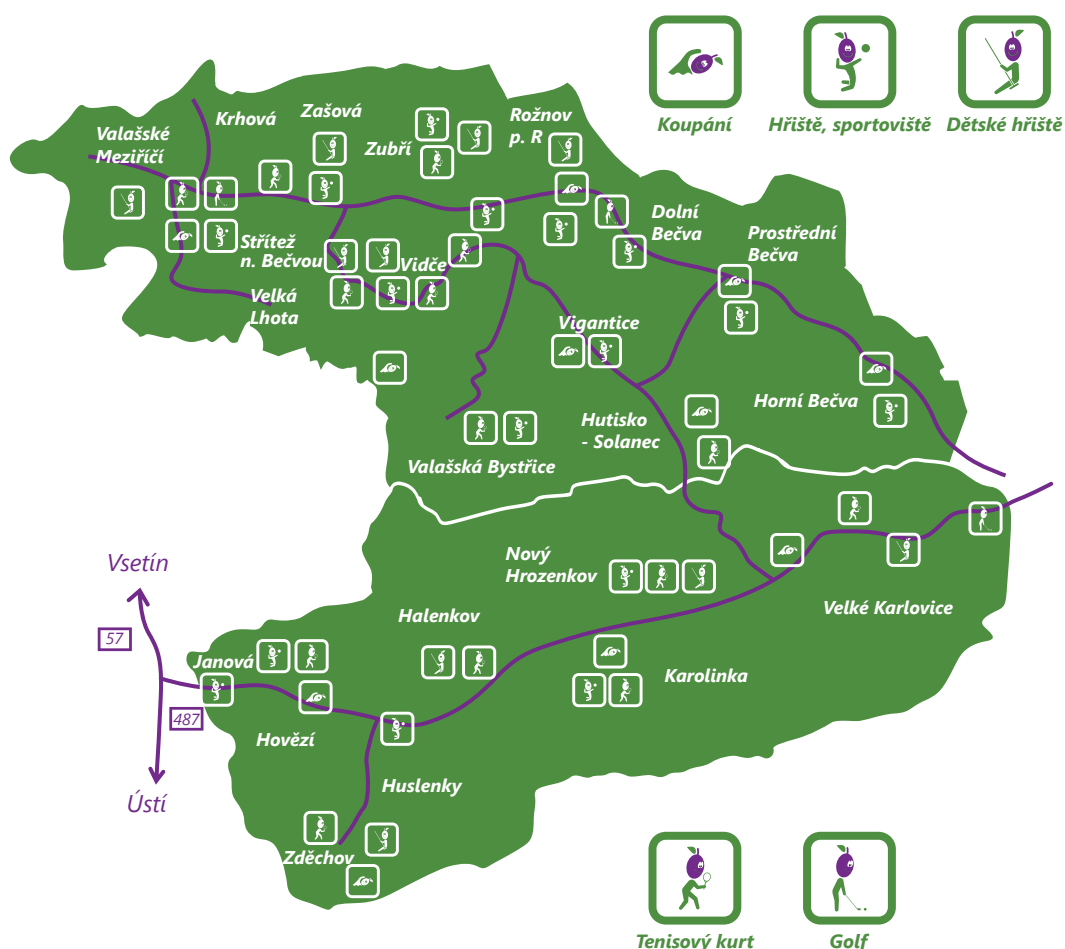 Koupání
Hřiště, sportoviště
Dětské hřiště
Valašské
Meziříčí
Krhová
Zašová
Zubří
Rožnov
p. R
Dolní
Bečva
Prostřední
Bečva
Střítež
n. Bečvou
Vidče
Velká
Lhota
Vigantice
Horní Bečva
Hutisko
- Solanec
Valašská Bystřice
Vsetín
57
487
Ústí
Nový
Hrozenkov
Velké Karlovice
Halenkov
Janová
Karolinka
Hovězí
Huslenky
Zděchov
Tenisový kurt
Golf